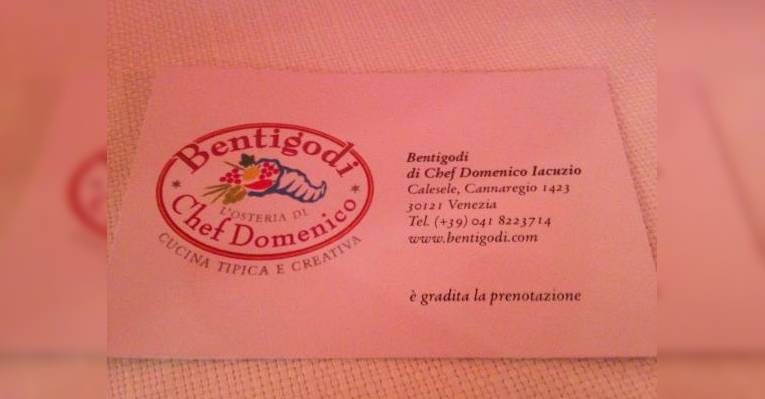 Bentigodi
L'OSTERIA DI
Chef Domenico
CUCINA TIPICA E CREATIVA
Bentigodi
di Chef Domenico Iacuzio
Calesele, Cannaregio 1423
30121 Venezia
Tel. (+39) 041 8223714
www.bentigodi.com
è gradita la prenotazione